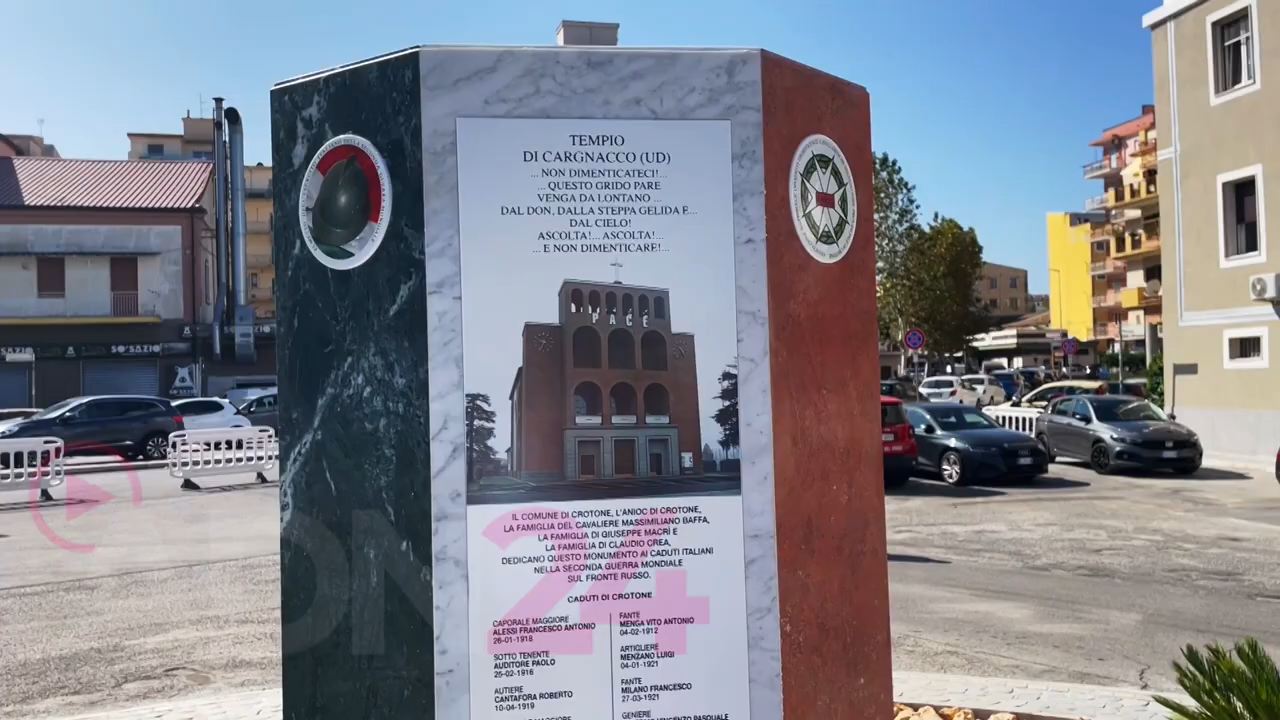 TEMPIO
DI CARGNACCO (UD)
... NON DIMENTICATECI!...
... QUESTO GRIDO PARE
VENGA DA LONTANO ...
DAL DON, DALLA STEPPA GELIDA E...
DAL CIELO!
ASCOLTA!... ASCOLTA!...
... E NON DIMENTICARE!...
PACE
IL COMUNE DI CROTONE, L'ANIOC DI CROTONE,
LA FAMIGLIA DEL CAVALIERE MASSIMILIANO BAFFA,
LA FAMIGLIA DI GIUSEPPE MACRÌ E
LA FAMIGLIA DI CLAUDIO CREA,
DEDICANO QUESTO MONUMENTO AI CADUTI ITALIANI
NELLA SECONDA GUERRA MONDIALE
SUL FRONTE RUSSO.
CADUTI DI CROTONE
CAPORALE MAGGIORE
ALESSI FRANCESCO ANTONIO
26-01-1918
SOTTO TENENTE
AUDITORE PAOLO
25-02-1916
AUTIERE
CANTAFORA ROBERTO
10-04-1919
FANTE
MENGA VITO ANTONIO
04-02-1912
ARTIGLIERE
MENZANO LUIGI
04-01-1921
FANTE
MILANO FRANCESCO
27-03-1921
GENIERE
VINCENZO PASQUALE
SO'SAZIO
24